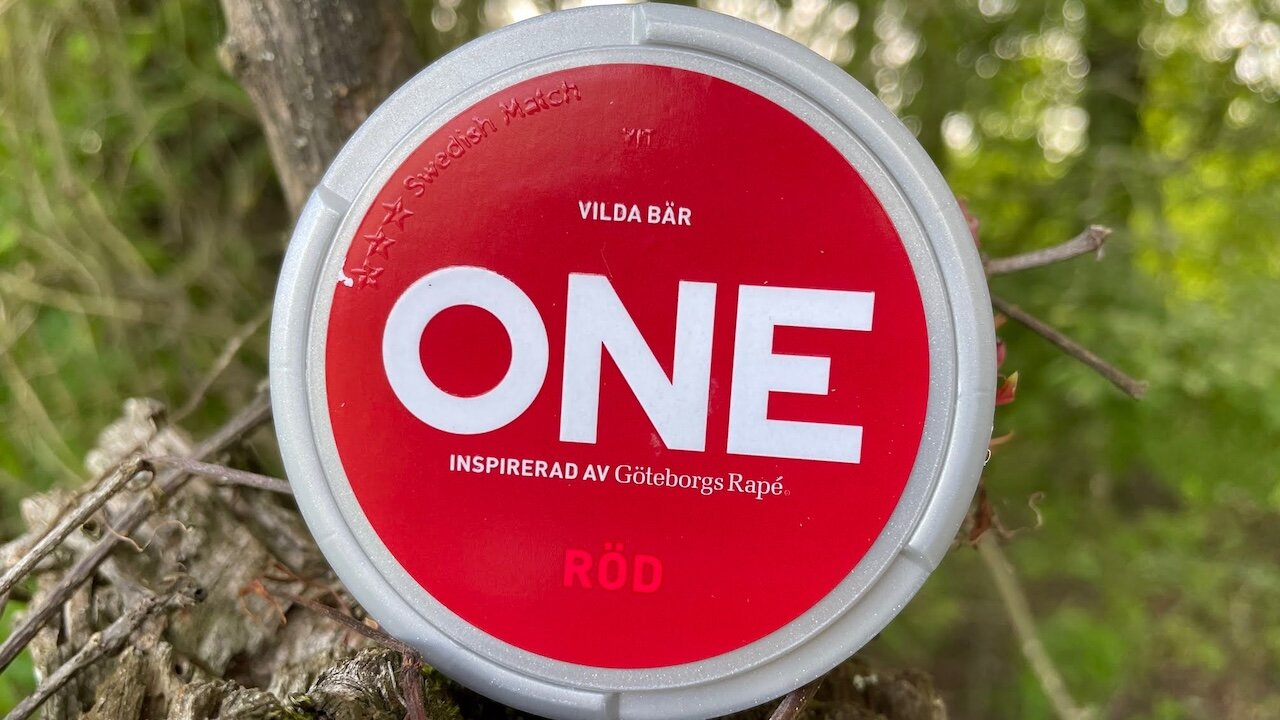 Swedish Match
VILDA BÄR
ONE
INSPIRERAD AV Göteborgs Rapé
RÖD